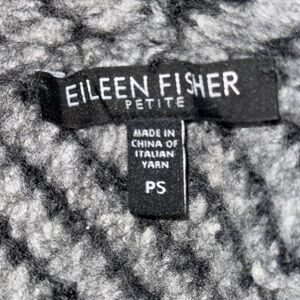 EILEEN FISHER
PETITE
MADE IN
CHINA OF
ITALIAN
YARN
PS